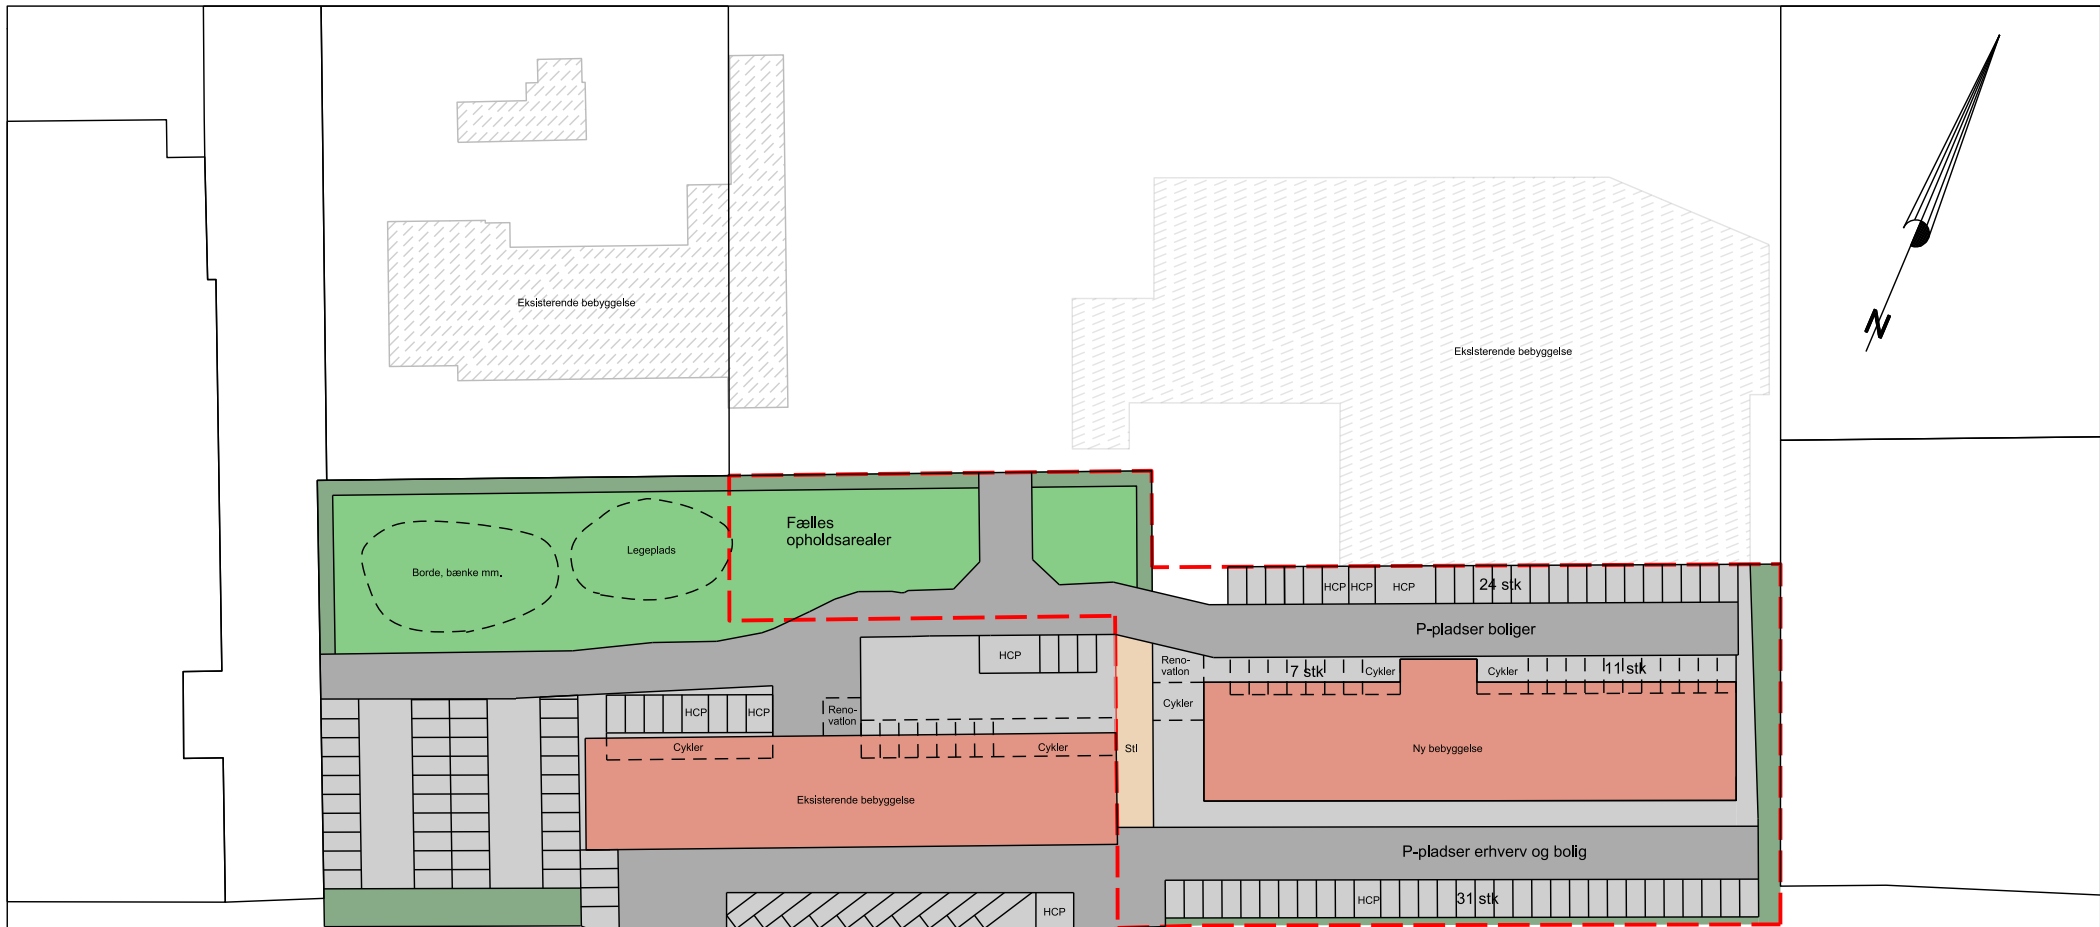 Eksisterende bebyggelse
Eksisterende bebyggelse
N
Fælles
opholdsarealer
Legeplads
Borde, bænke mm.
HCP
HCP
HCP
24 stk
P-pladser boliger
HCP
Reno-
vation
7 stk
Cykler
Cykler
11 stk
Cykler
HCP
HCP
Reno-
vation
Cykler
Cykler
Sti
Ny bebyggelse
Eksisterende bebyggelse
P-pladser erhverv og bolig
HCP
HCP
31 stk